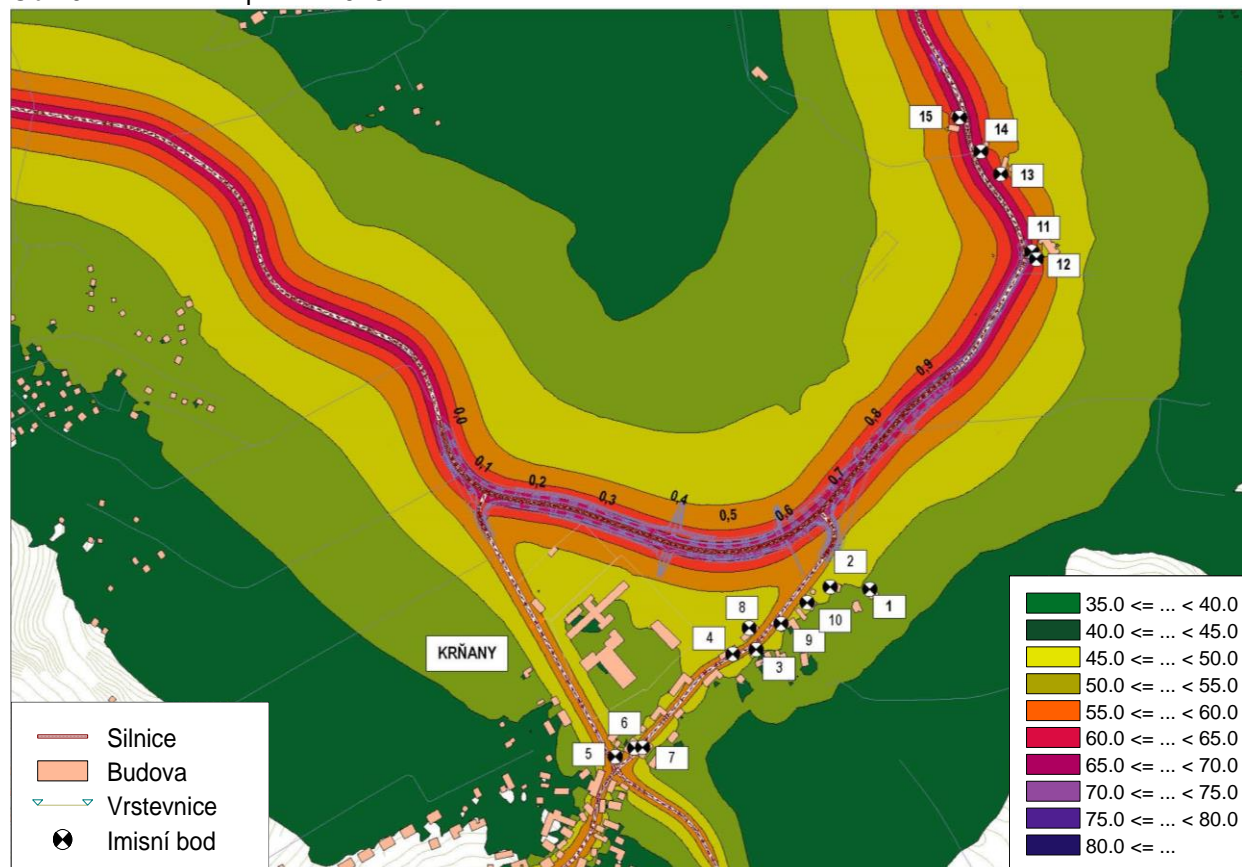 15
14
13
11
12
0,9
0,8
0,0
0,1
0,2
0,3
0,4
0,5
0,6
0,7
2
1
8
10
4
9
3
KRŇANY
6
5
7
Silnice
Budova
Vrstevnice
Imisní bod
35.0 <= ... < 40.0
40.0 <= ... < 45.0
45.0 <= ... < 50.0
50.0 <= ... < 55.0
55.0 <= ... < 60.0
60.0 <= ... < 65.0
65.0 <= ... < 70.0
70.0 <= ... < 75.0
75.0 <= ... < 80.0
80.0 <= ...